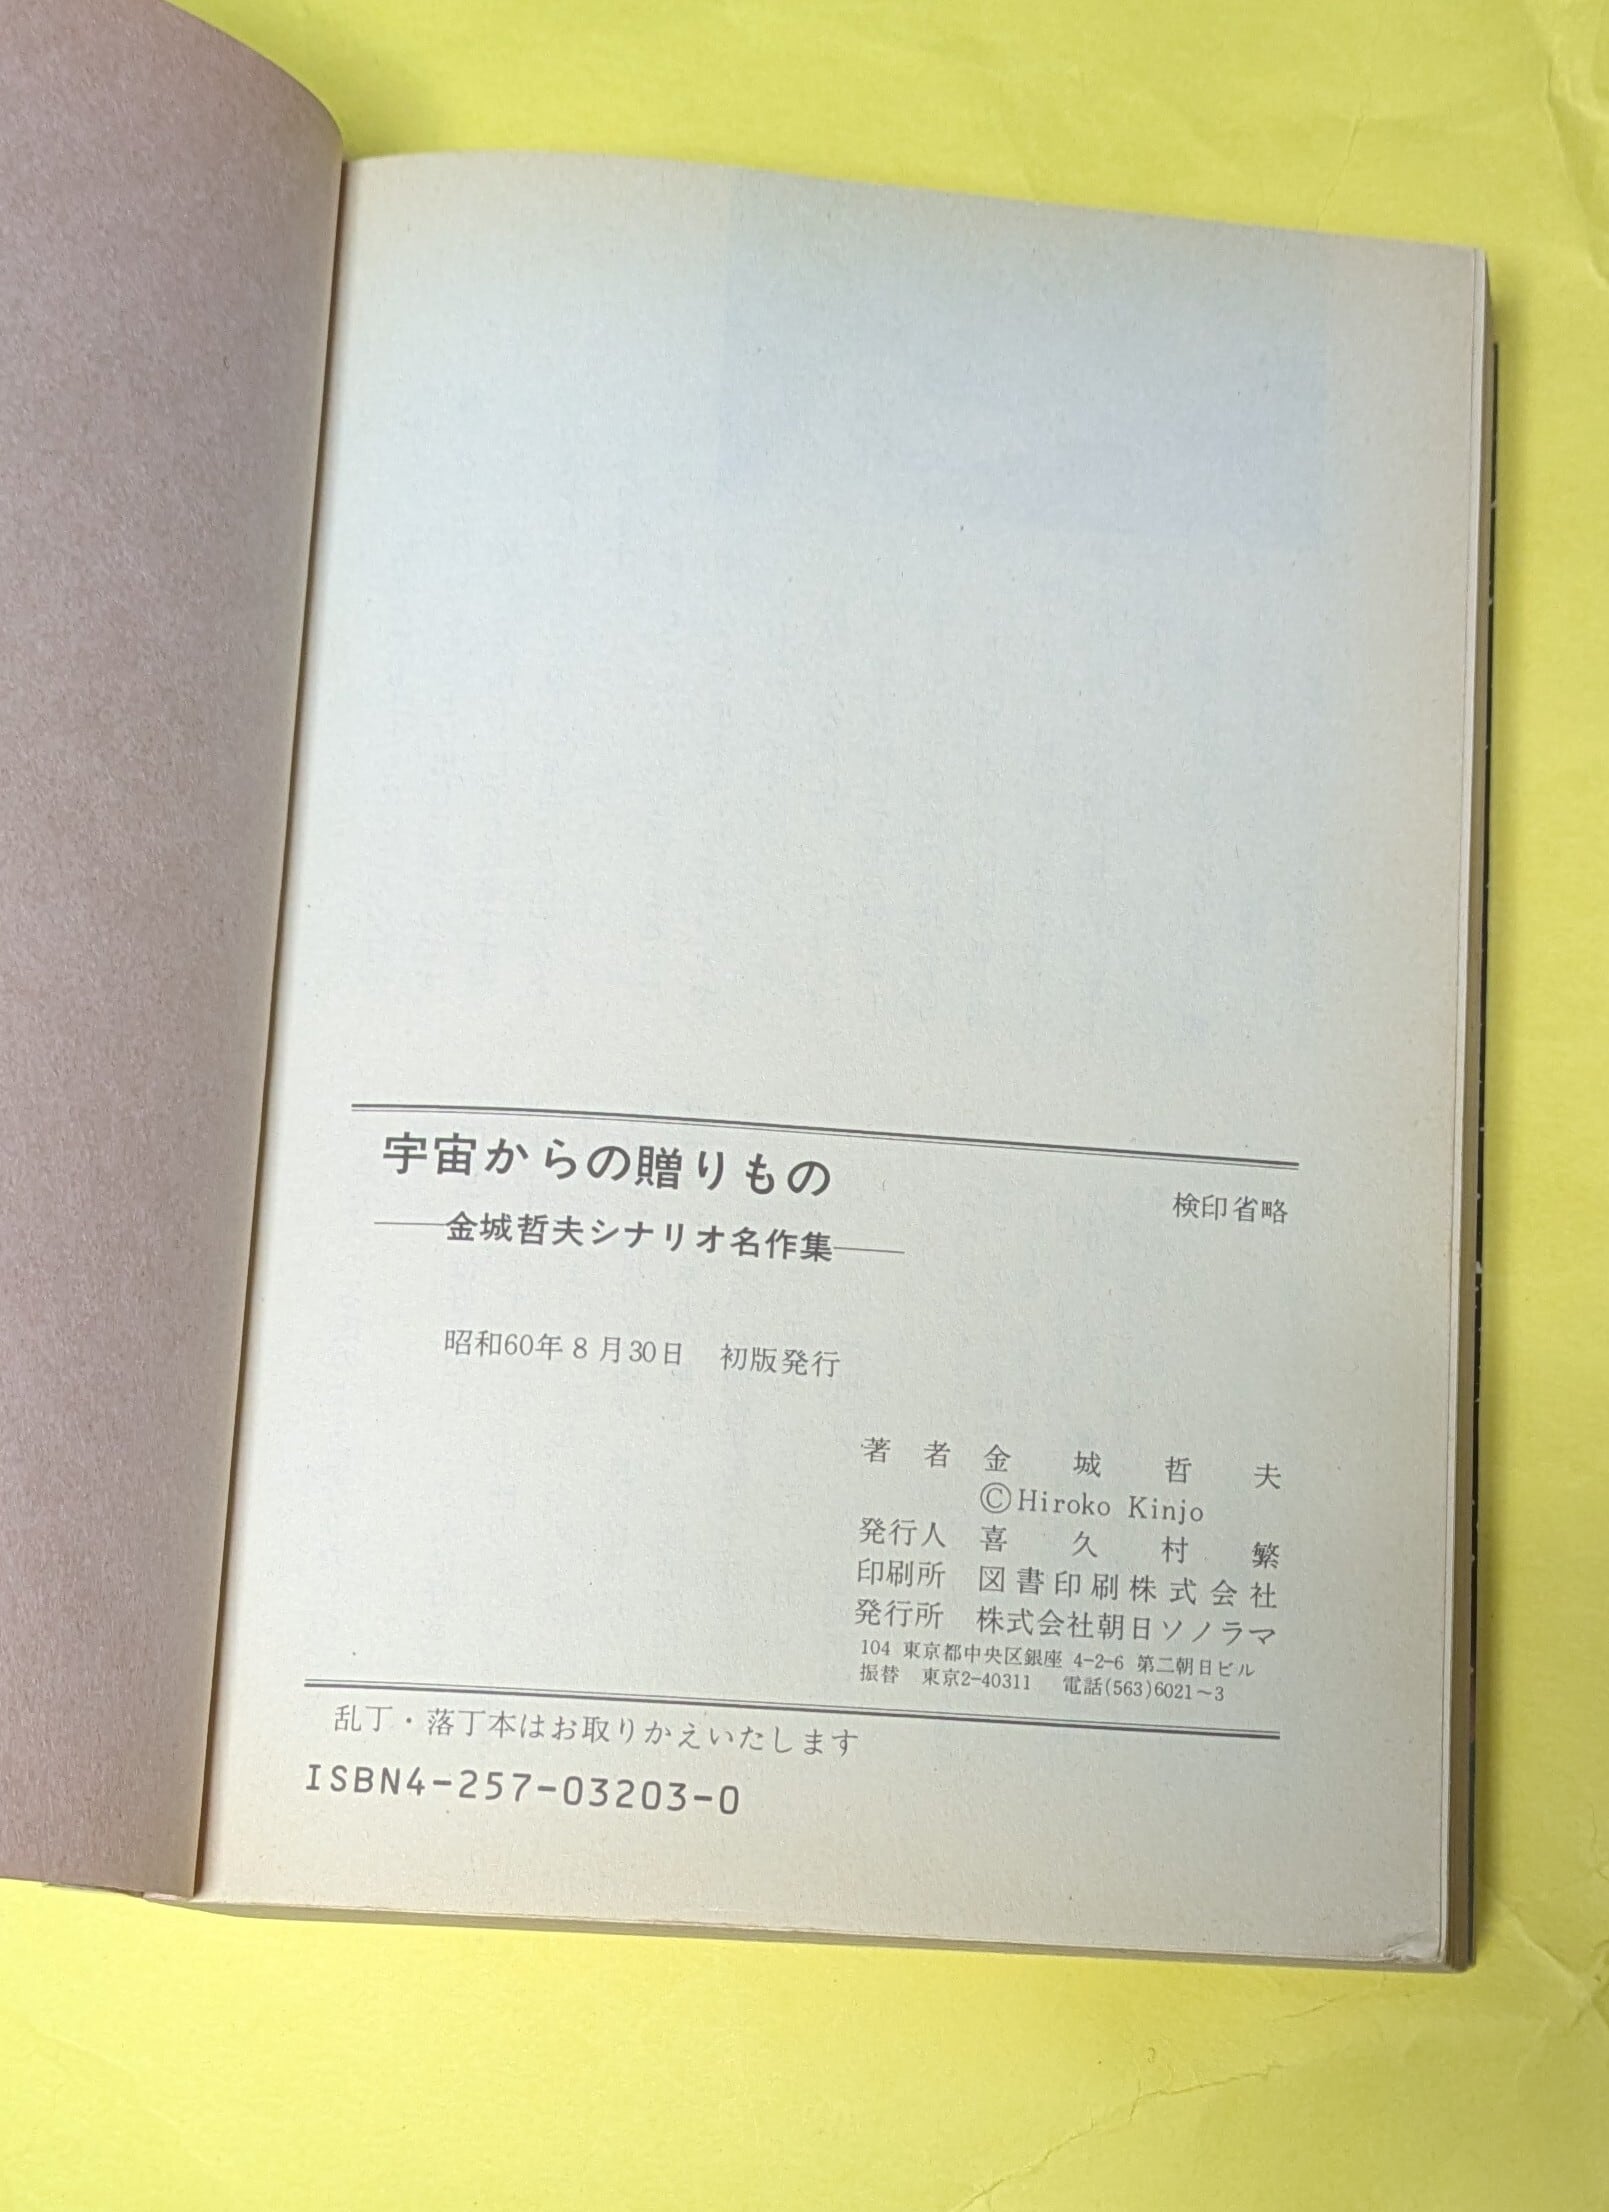 宇宙からの贈りもの
検印省略
——金城哲夫シナリオ名作集——
昭和60年8月30日 初版発行
著者 金城哲夫
©Hiroko Kinjo
発行人 喜久村繁
印刷所 図書印刷株式会社
発行所 株式会社朝日ソノラマ
104 東京都中央区銀座 4-2-6 第二朝日ビル
振替 東京2-40311 電話(563)6021～3
乱丁・落丁本はお取りかえいたします
ISBN4-257-03203-0